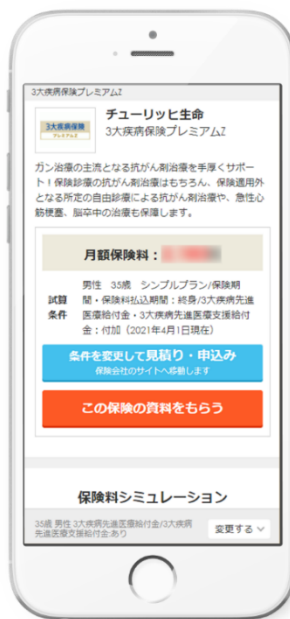 3大疾病保険プレミアムZ
3大疾病保険
プレミアムZ
チューリッヒ生命
3大疾病保険プレミアムZ
ガン治療の主流となる抗がん剤治療を手厚くサポー
ト！保険診療の抗がん剤治療はもちろん、保険適用外
となる所定の自由診療による抗がん剤治療や、急性心
筋梗塞、脳卒中の治療も保障します。
月額保険料：
試算
条件
男性 35歳 シンプルプラン/保険期
間・保険料払込期間：終身/3大疾病先進
医療給付金・3大疾病先進医療支援給付
金：付加（2021年4月1日現在）
条件を変更して見積り・申込み
保険会社のサイトへ移動します
この保険の資料をもらう
保険料シミュレーション
35歳 男性 3大疾病先進医療給付金/3大疾病
先進医療支援給付金:あり
変更する